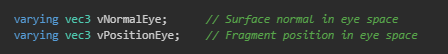 varying vec3 vNormalEye;      // Surface normal in eye space
varying vec3 vPositionEye;    // Fragment position in eye space